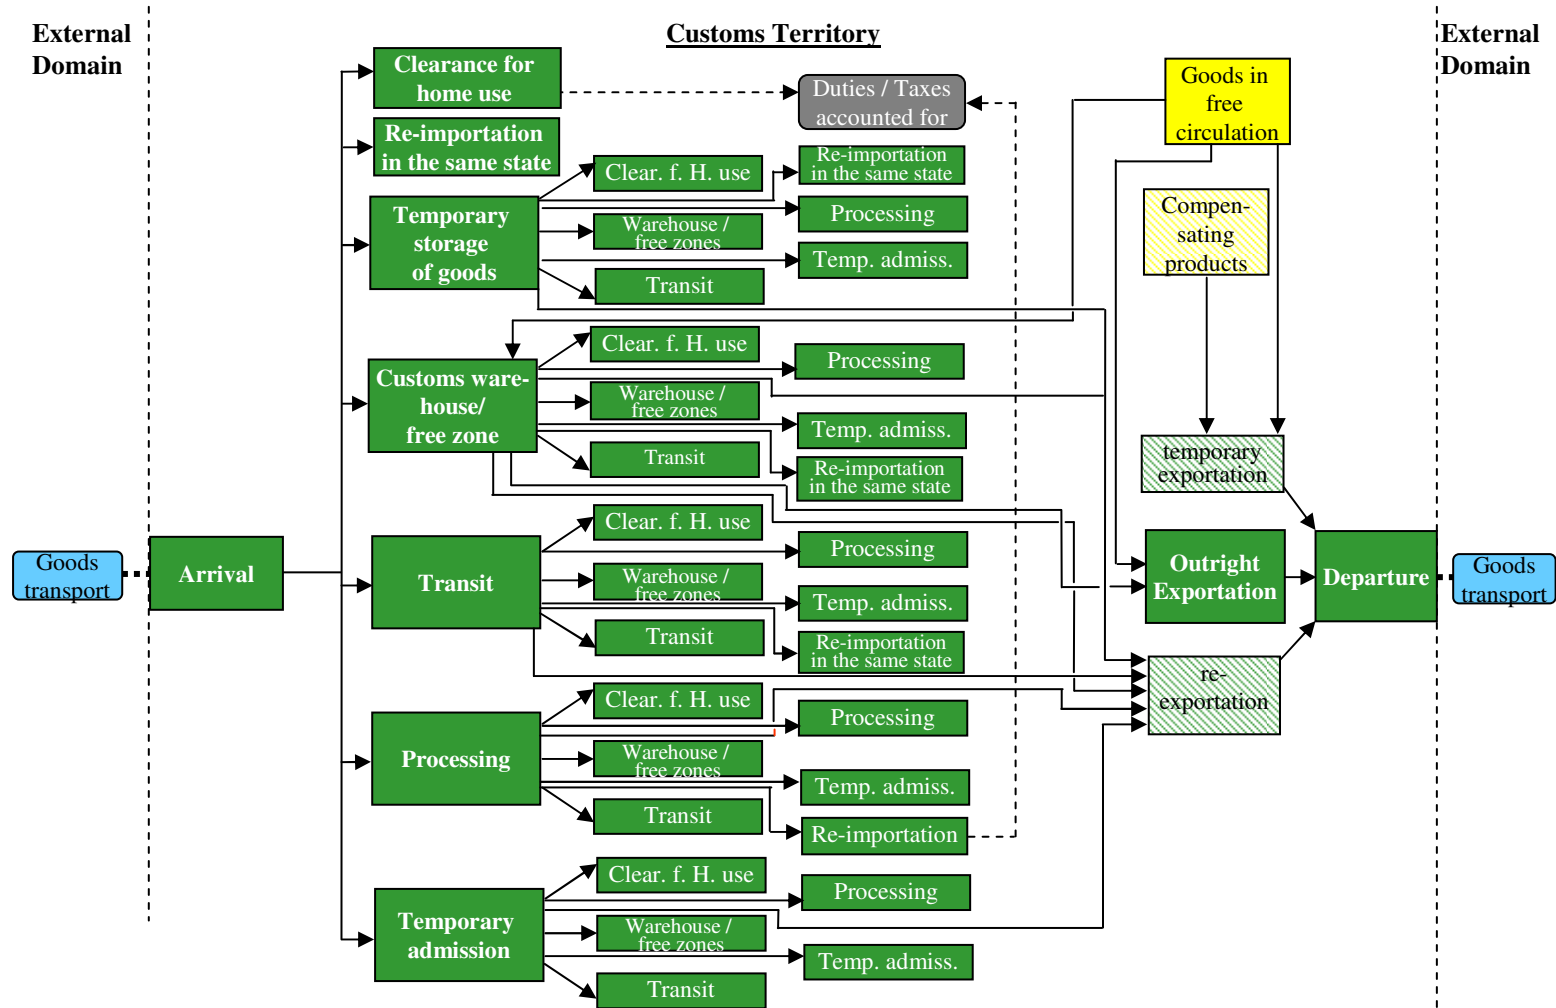 External
Domain
Customs Territory
External
Domain
Clearance for
home use
Duties / Taxes
accounted for
Goods in
free
circulation
Re-importation
in the same state
Clear. f. H. use
Re-importation
in the same state
Temporary
storage
of goods
Processing
Warehouse /
free zones
Temp. admiss.
Transit
Compen-
sating
products
Clear. f. H. use
Processing
Customs ware-
house/
free zone
Warehouse /
free zones
Temp. admiss.
Transit
Re-importation
in the same state
temporary
exportation
Goods
transport
Arrival
Transit
Clear. f. H. use
Processing
Warehouse /
free zones
Temp. admiss.
Transit
Re-importation
in the same state
Outright
Exportation
Departure
Goods
transport
re-
exportation
Processing
Clear. f. H. use
Processing
Warehouse /
free zones
Temp. admiss.
Transit
Re-importation
Temporary
admission
Clear. f. H. use
Processing
Warehouse /
free zones
Temp. admiss.
Transit